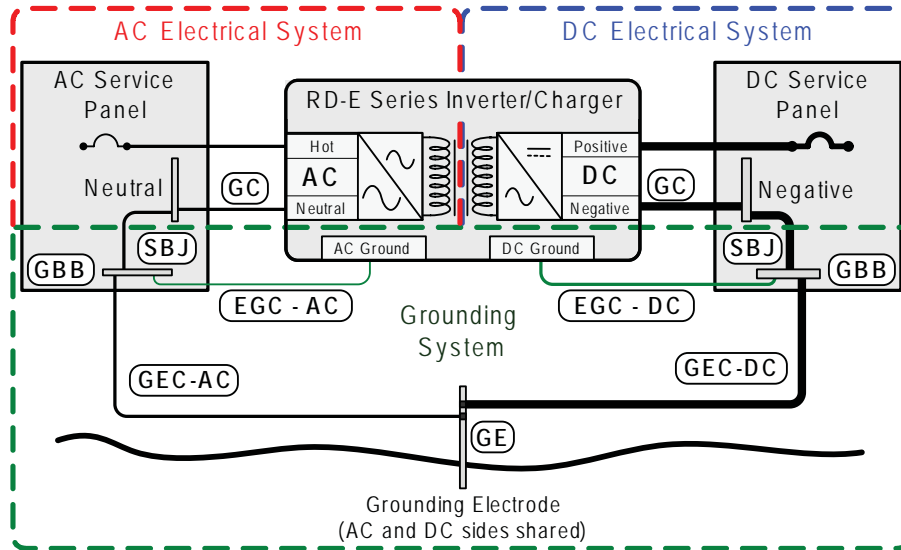 AC Electrical System
DC Electrical System
AC Service
Panel
RD-E Series Inverter/Charger
DC Service
Panel
Hot
AC
Neutral
Positive
DC
Negative
Neutral
GC
GC
Negative
SBJ
AC Ground
DC Ground
SBJ
GBB
GBB
EGC - AC
EGC - DC
Grounding
System
GEC-AC
GEC-DC
GE
Grounding Electrode
(AC and DC sides shared)